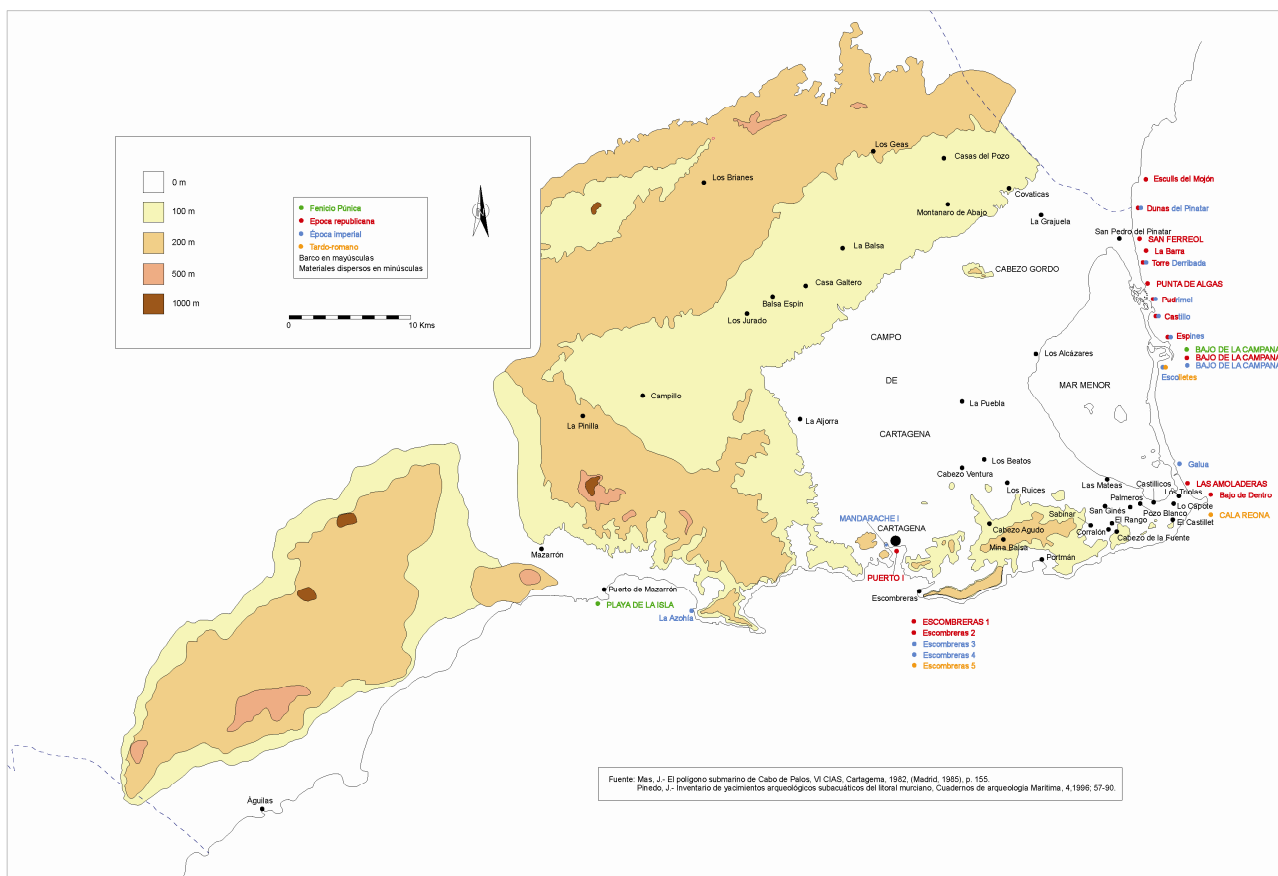 0 m
100 m
200 m
500 m
1000 m
Fenicio Púnica
Epoca republicana
Época imperial
Tardo-romano
Barco en mayúsculas
Materiales dispersos en minúsculas
0
10 Kms
Los Geas
Casas del Pozo
Los Brianes
Covaticas
Montanaro de Abajo
La Grajuela
Esculls del Mojón
Dunas del Pinatar
San Pedro del Pinatar
SAN FERREOL
La Barra
Torre Derribada
La Balsa
CABEZO GORDO
PUNTA DE ALGAS
Casa Galtero
Balsa Espin
Pudrimel
Los Jurado
Castillo
CAMPO
Espines
BAJO DE LA CAMPANA
BAJO DE LA CAMPANA
BAJO DE LA CAMPANA
Los Alcázares
Escolletes
DE
MAR MENOR
Campillo
La Puebla
La Pinilla
La Aljorra
CARTAGENA
Los Beatos
Cabezo Ventura
Galua
Los Ruices
Las Mateas
Castillicos
LAS AMOLADERAS
Los Triolas
Bajo de Dentro
Palmeros
Lo Capote
San Ginés
Pozo Blanco
Sabinar
CALA REONA
MANDARACHE I
El Rango
El Castillet
CARTAGENA
Cabezo Agudo
Corralón
Cabezo de la Fuente
Mina Balsa
Mazarrón
Portmán
PUERTO I
Puerto de Mazarrón
Escombreras
PLAYA DE LA ISLA
La Azohía
ESCOMBRERAS 1
Escombreras 2
Escombreras 3
Escombreras 4
Escombreras 5
Águilas
Fuente: Mas, J.- El polígono submarino de Cabo de Palos, VI CIAS, Cartagema, 1982, (Madrid, 1985), p. 155.
Pinedo, J.- Inventario de yacimientos arqueológicos subacuáticos del litoral murciano, Cuadernos de arqueología Marítima, 4,1996; 57-90.